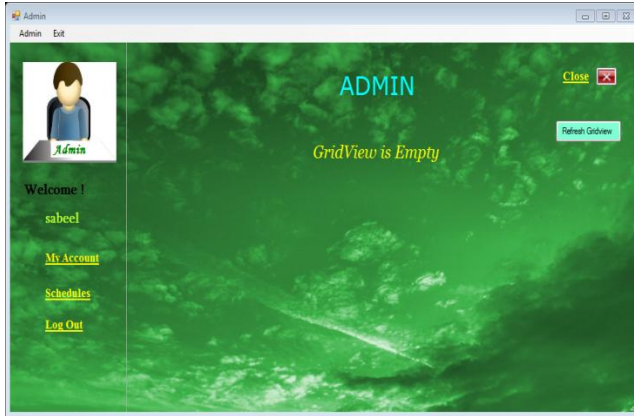 Admin
Admin Exit
ADMIN
Close
Refresh Gridview
GridView is Empty
Admin
Welcome !
sabeel
My Account
Schedules
Log Out